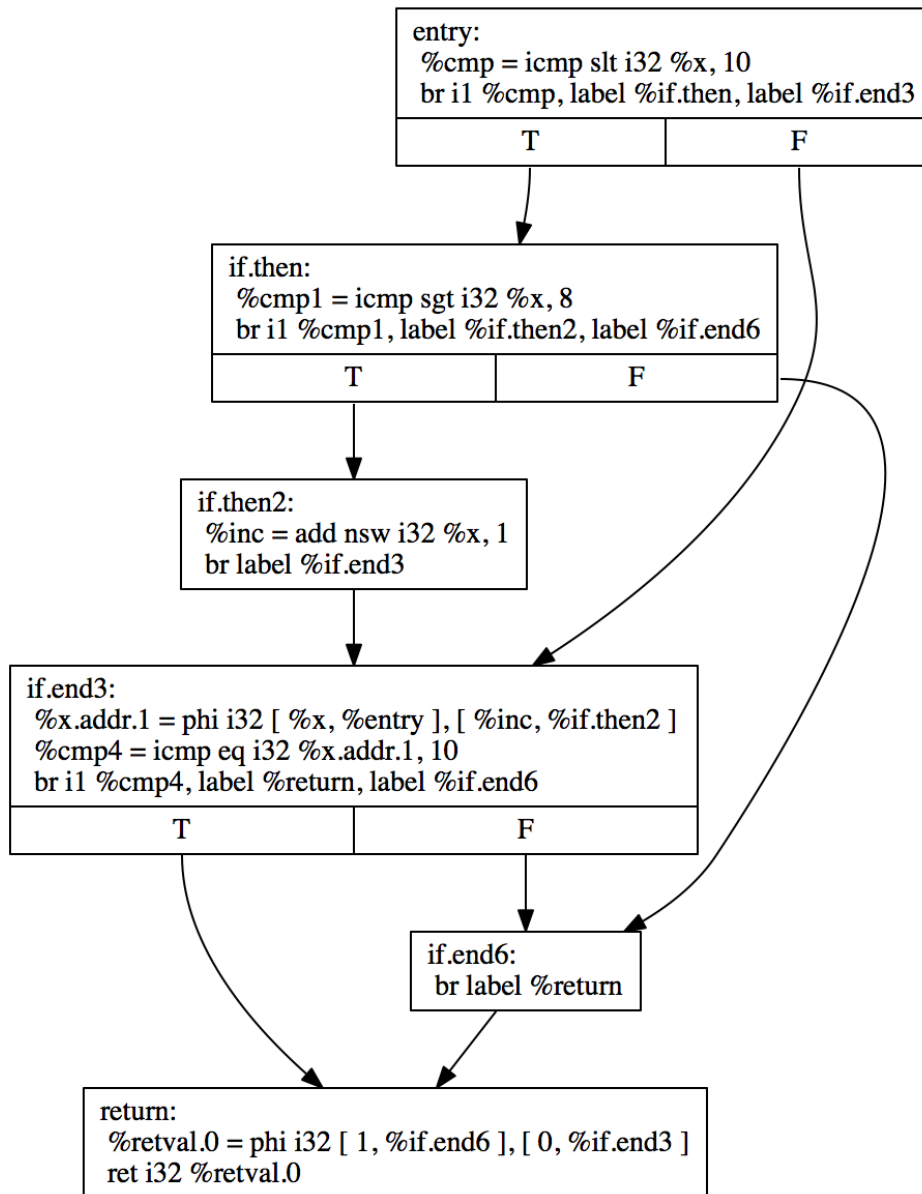 entry:
%cmp = icmp slt i32 %x, 10
br i1 %cmp, label %if.then, label %if.end3
T F
if.then:
%cmp1 = icmp sgt i32 %x, 8
br i1 %cmp1, label %if.then2, label %if.end6
T F
if.then2:
%inc = add nsw i32 %x, 1
br label %if.end3
if.end3:
%x.addr.1 = phi i32 [ %x, %entry ], [ %inc, %if.then2 ]
%cmp4 = icmp eq i32 %x.addr.1, 10
br i1 %cmp4, label %return, label %if.end6
T F
if.end6:
br label %return
return:
%retval.0 = phi i32 [ 1, %if.end6 ], [ 0, %if.end3 ]
ret i32 %retval.0